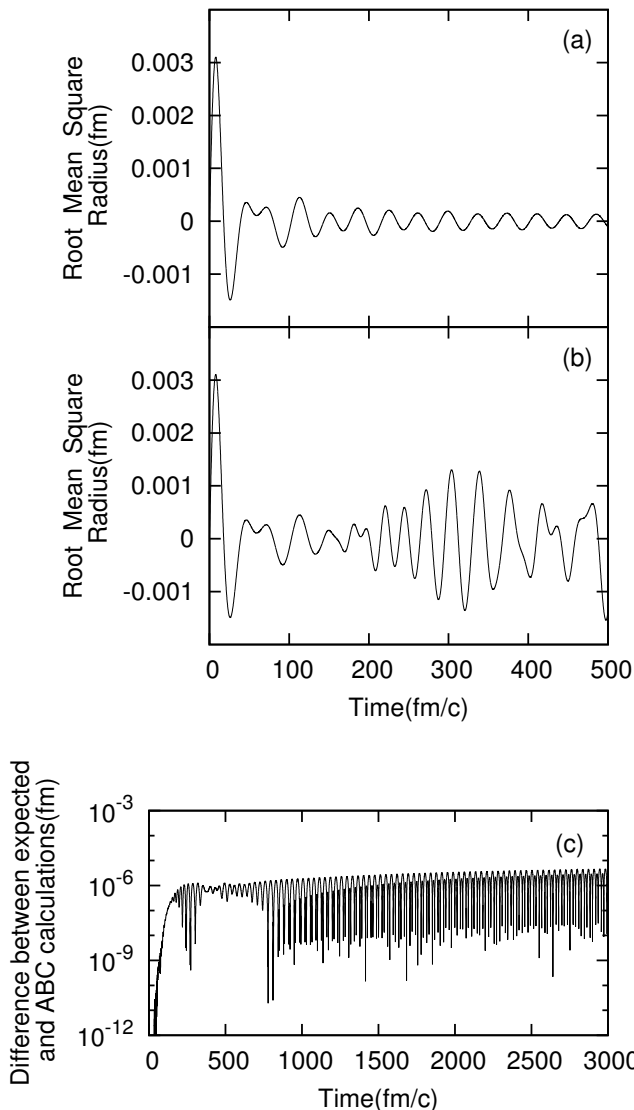 (a)
0.003
0.002
0.001
0
-0.001
Root Mean Square
Radius(fm)
(b)
0.003
0.002
0.001
0
-0.001
Root Mean Square
Radius(fm)
0 100 200 300 400 500
Time(fm/c)
(c)
10-3
10-6
10-9
10-12
Difference between expected
and ABC calculations(fm)
0 500 1000 1500 2000 2500 3000
Time(fm/c)